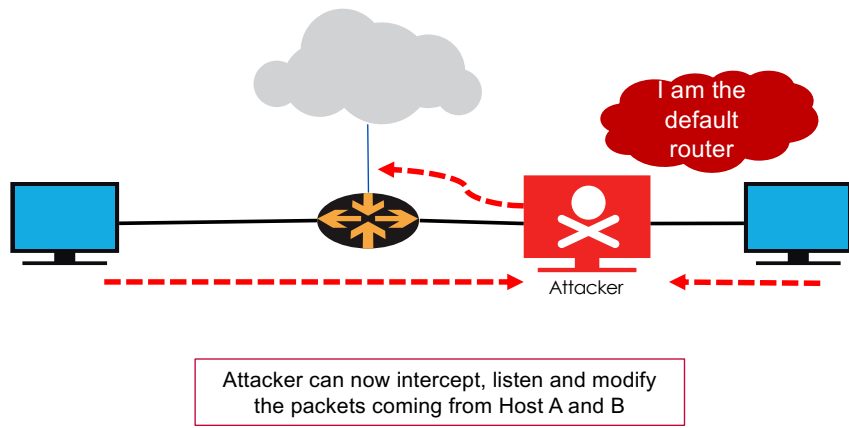 I am the
default
router
Attacker
Attacker can now intercept, listen and modify
the packets coming from Host A and B